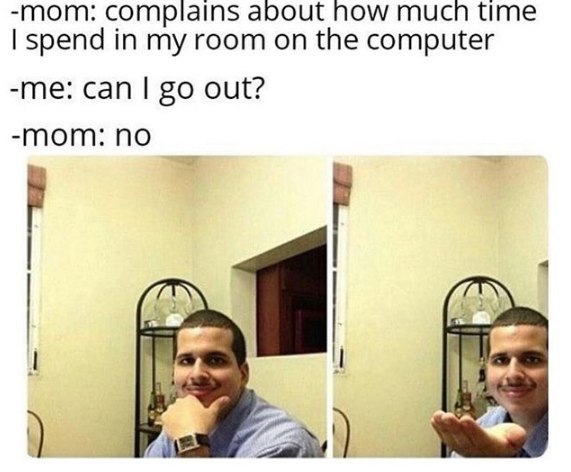 -mom: complains about how much time
I spend in my room on the computer
-me: can I go out?
-mom: no